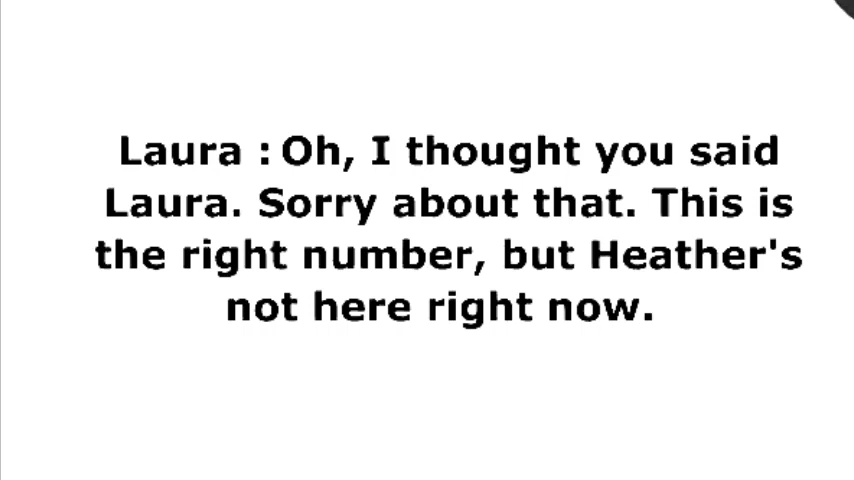 Laura : Oh, I thought you said
Laura. Sorry about that. This is
the right number, but Heather's
not here right now.